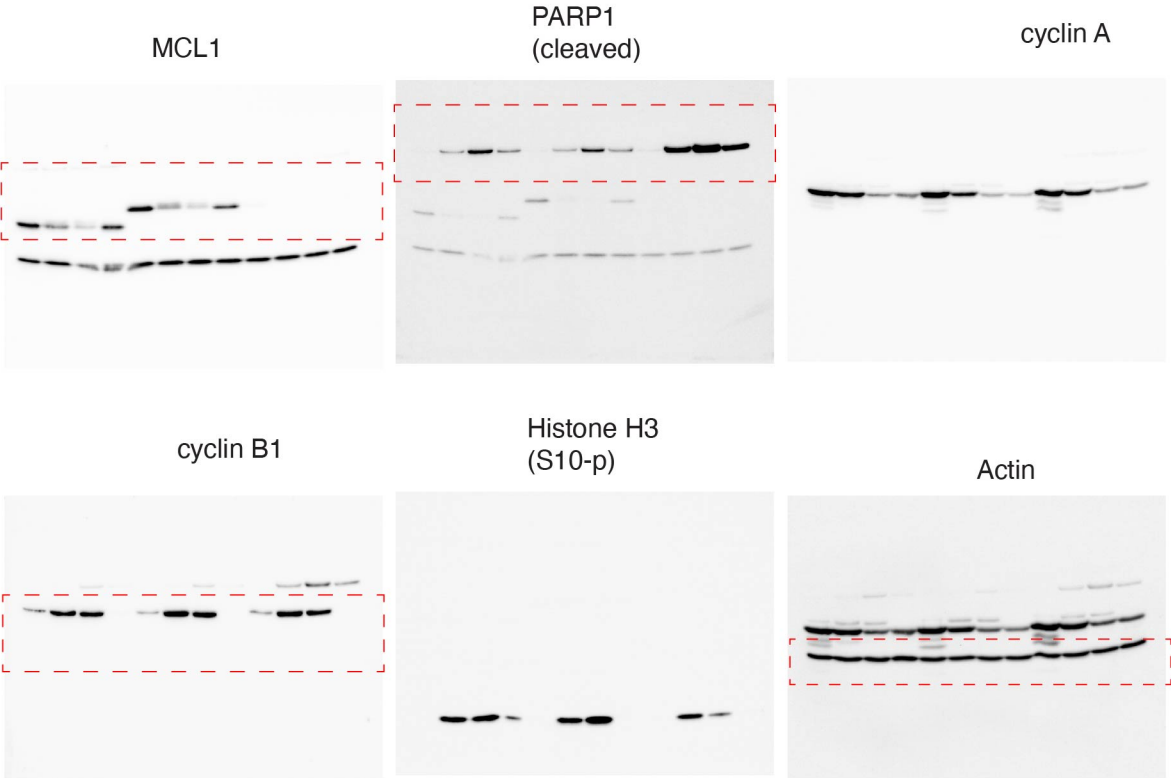 MCL1
PARP1
(cleaved)
cyclin A
cyclin B1
Histone H3
(S10-p)
Actin